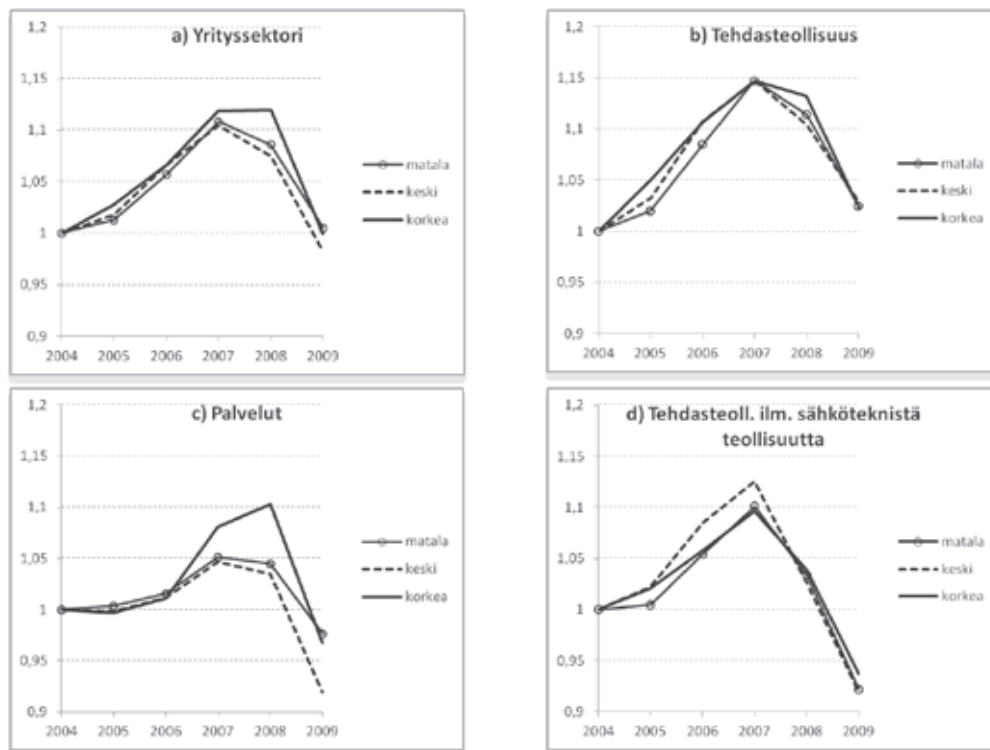 a) Yrityssektori
1,2
1,15
1,1
1,05
1
0,95
0,9
2004 2005 2006 2007 2008 2009
matala
keski
korkea
b) Tehdasteollisuus
1,2
1,15
1,1
1,05
1
0,95
0,9
2004 2005 2006 2007 2008 2009
matala
keski
korkea
c) Palvelut
1,2
1,15
1,1
1,05
1
0,95
0,9
2004 2005 2006 2007 2008 2009
matala
keski
korkea
d) Tehdasteoll. ilm. sähköteknistä
teollisuutta
1,2
1,15
1,1
1,05
1
0,95
0,9
2004 2005 2006 2007 2008 2009
matala
keski
korkea